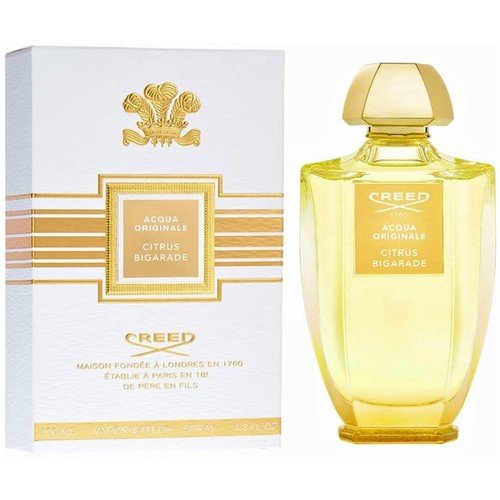 ACQUA
ORIGINALE
CITRUS
BIGARADE
CREED
MAISON FONDÉE À LONDRES EN 1760
ÉTABLIE À PARIS EN 18
DE PÈRE EN FILS
100 ML - VAPORISATEUR - SPRAY - 3.3 FL OZ
CREED
1760
ACQUA
ORIGINALE
CITRUS
BIGARADE